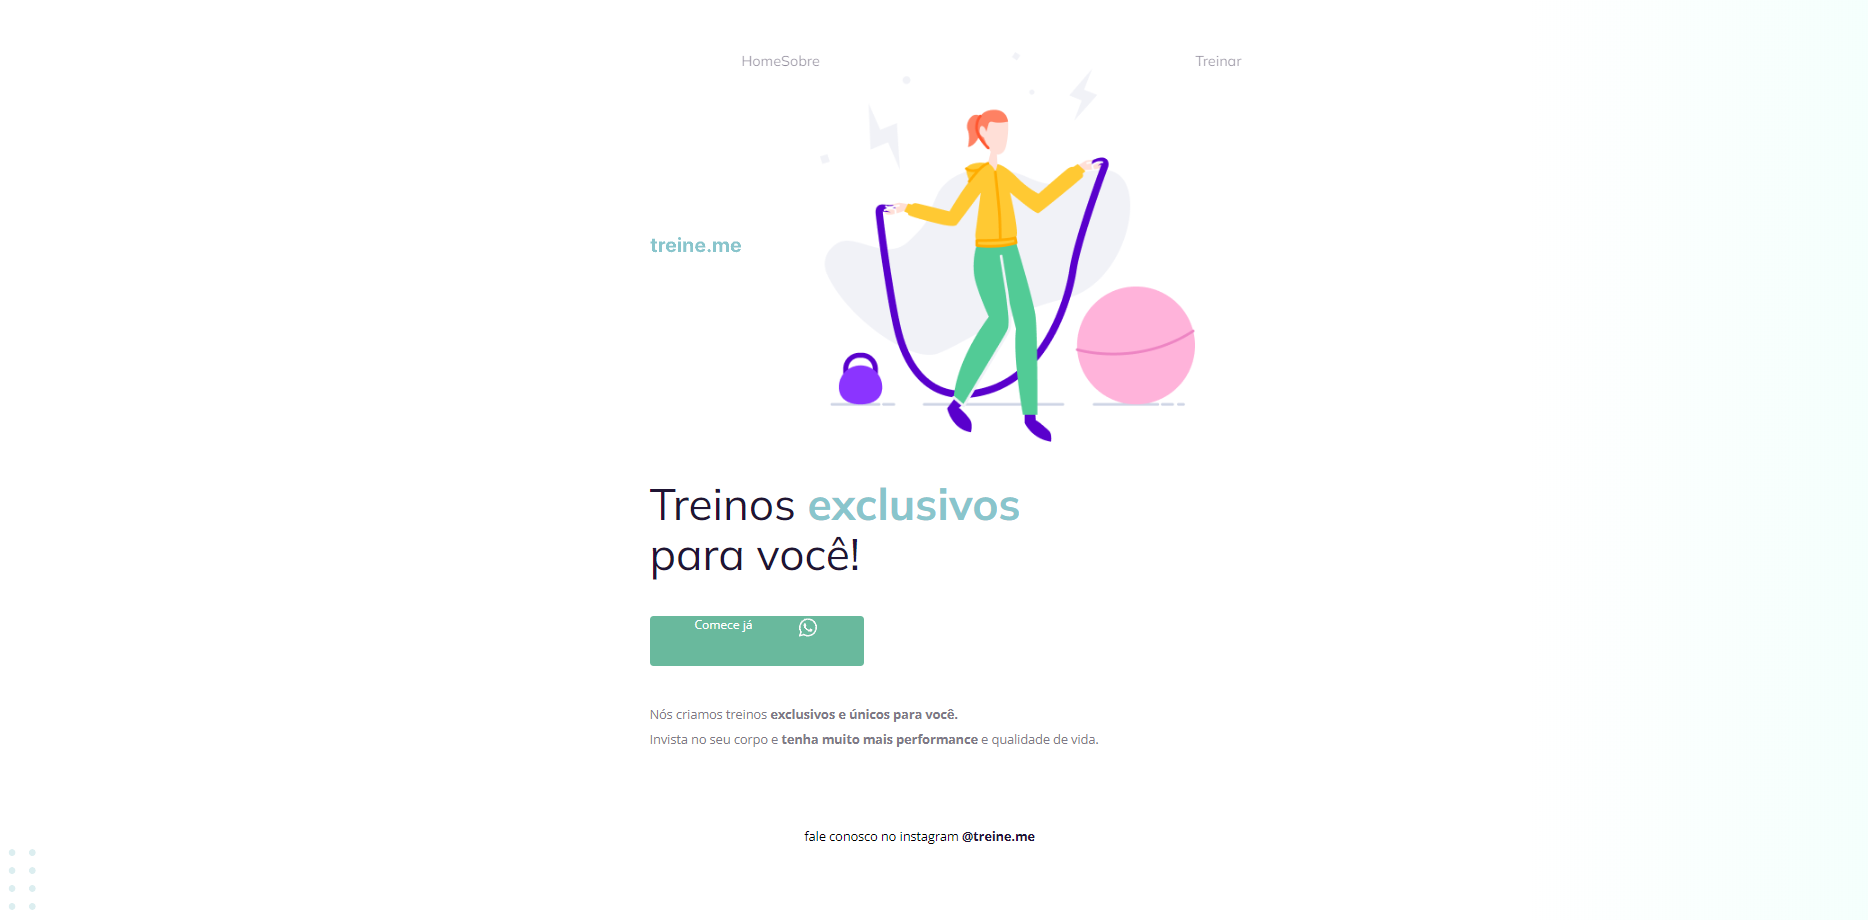 HomeSobre
Treinar
treine.me
Treinos exclusivos
para você!
Comece já
Nós criamos treinos exclusivos e únicos para você.
Invista no seu corpo e tenha muito mais performance e qualidade de vida.
fale conosco no instagram @treine.me